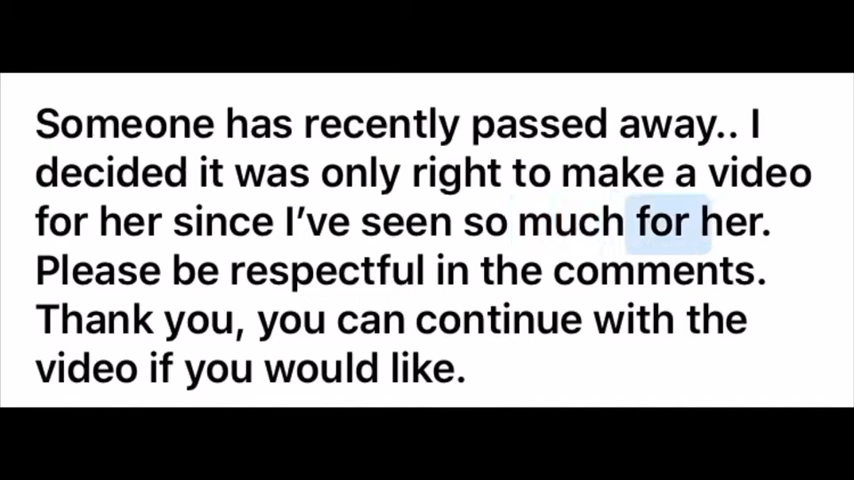 Someone has recently passed away.. I
decided it was only right to make a video
for her since I’ve seen so much for her.
Please be respectful in the comments.
Thank you, you can continue with the
video if you would like.